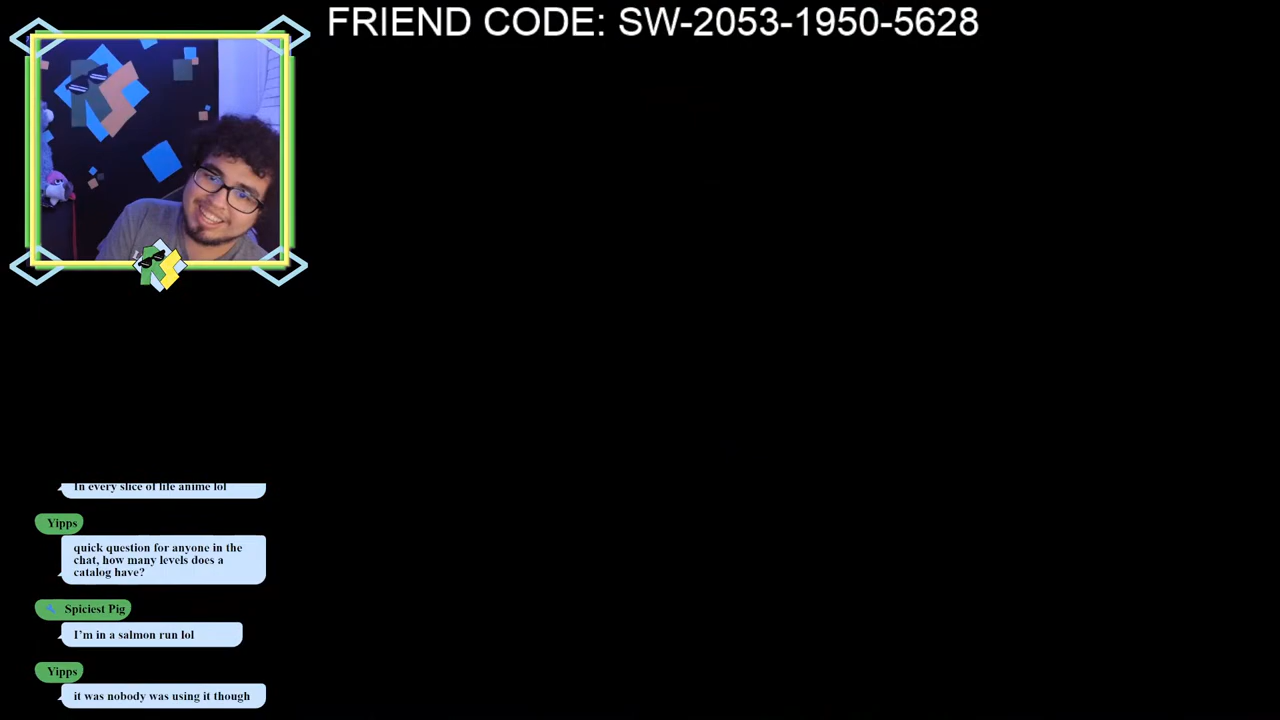 FRIEND CODE: SW-2053-1950-5628
In every slice of life anime lol
Yipps
quick question for anyone in the
chat, how many levels does a
catalog have?
Spiciest Pig
I'm in a salmon run lol
Yipps
it was nobody was using it though